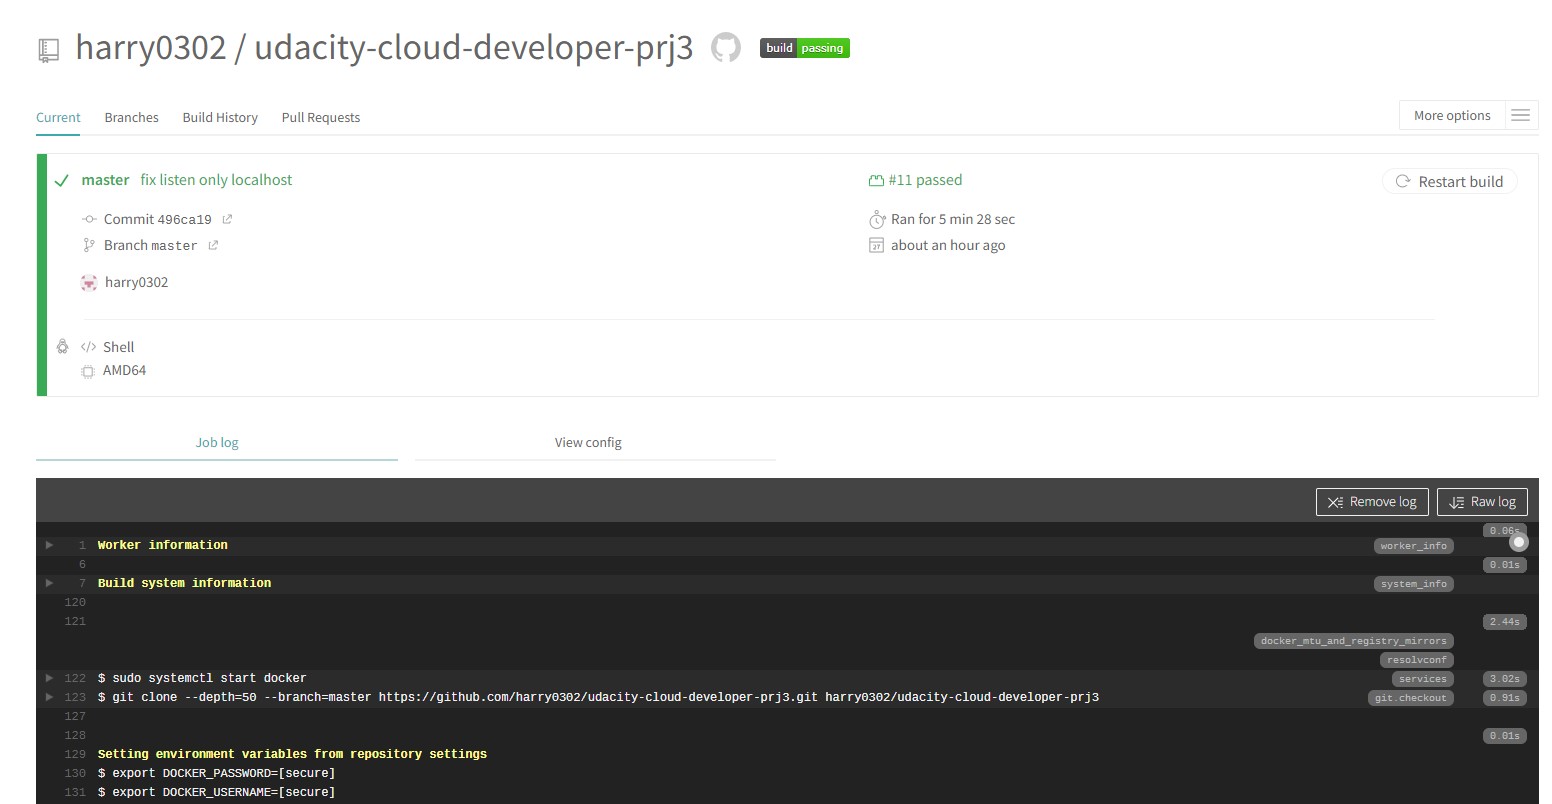 harry0302 / udacity-cloud-developer-prj3 build passing
Current Branches Build History Pull Requests More options
master fix listen only localhost #11 passed Restart build
Commit 496ca19 Ran for 5 min 28 sec
Branch master 27 about an hour ago
harry0302
</> Shell
AMD64
Job log View config
Remove log Raw log
0.06s
1 Worker information worker_info
6 0.01s
7 Build system information system_info
120
121 2.44s
docker_mtu_and_registry_mirrors
resolvconf
122 $ sudo systemctl start docker services 3.02s
123 $ git clone --depth=50 --branch=master https://github.com/harry0302/udacity-cloud-developer-prj3.git harry0302/udacity-cloud-developer-prj3 git.checkout 0.91s
127
128 0.01s
129 Setting environment variables from repository settings
130 $ export DOCKER_PASSWORD=[secure]
131 $ export DOCKER_USERNAME=[secure]